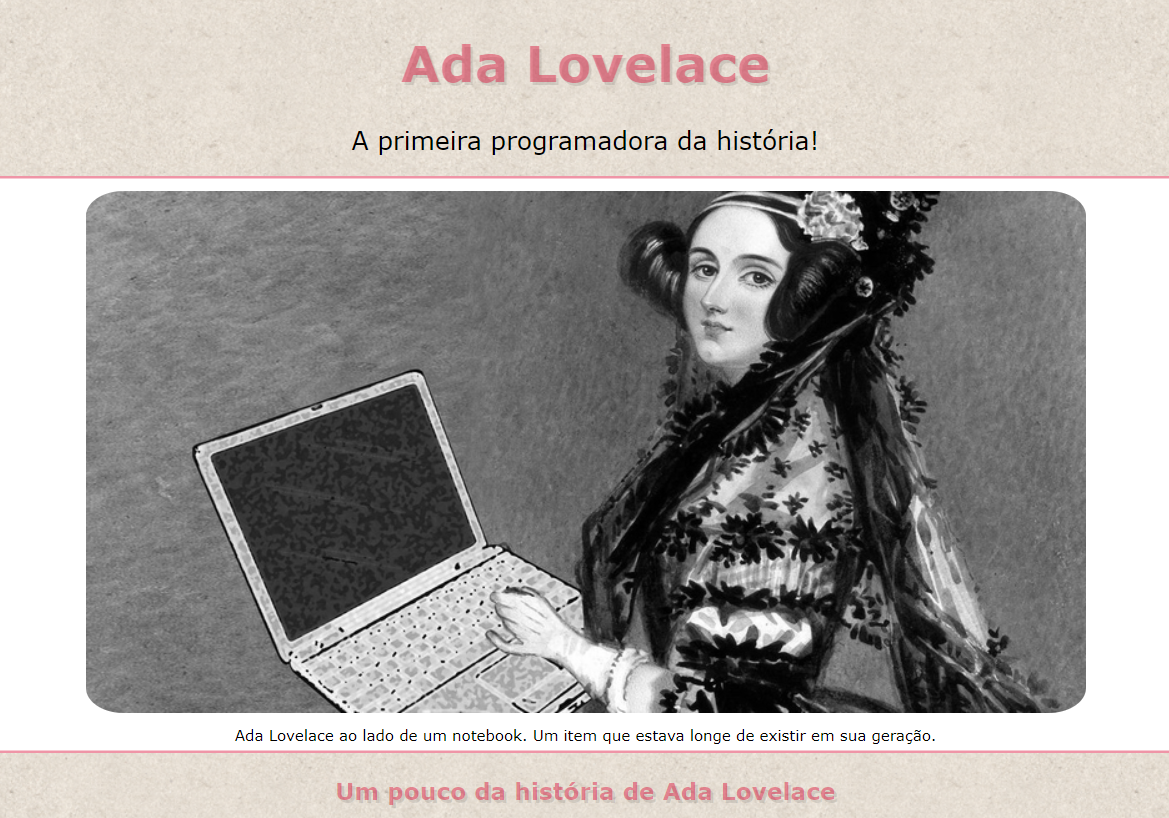 Ada Lovelace
A primeira programadora da história!
Ada Lovelace ao lado de um notebook. Um item que estava longe de existir em sua geração.
Um pouco da história de Ada Lovelace